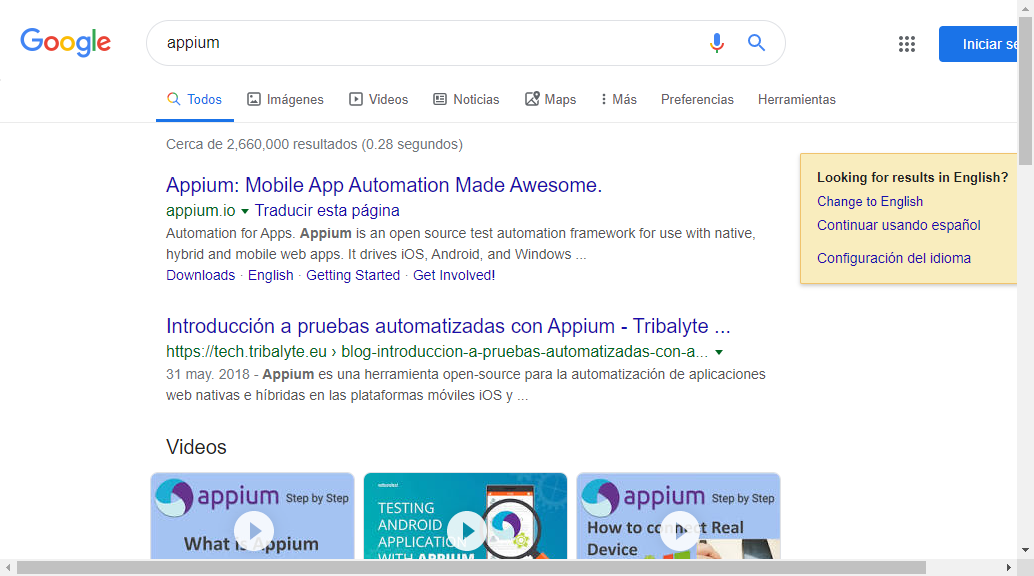 Google
appium
Iniciar se
Todos
Imágenes
Videos
Noticias
Maps
Más
Preferencias
Herramientas
Cerca de 2,660,000 resultados (0.28 segundos)
Appium: Mobile App Automation Made Awesome.
appium.io Traducir esta página
Automation for Apps. Appium is an open source test automation framework for use with native,
hybrid and mobile web apps. It drives iOS, Android, and Windows ...
Downloads · English · Getting Started · Get Involved!
Looking for results in English?
Change to English
Continuar usando español
Configuración del idioma
Introducción a pruebas automatizadas con Appium - Tribalyte ...
https://tech.tribalyte.eu › blog-introduccion-a-pruebas-automatizadas-con-a...
31 may. 2018 - Appium es una herramienta open-source para la automatización de aplicaciones
web nativas e híbridas en las plataformas móviles iOS y ...
Videos
appium Step by Step
What is Appium
TESTING
ANDROID
APPLICATION
WITH APPIUM
appium Step by Step
How to connect Real
Device